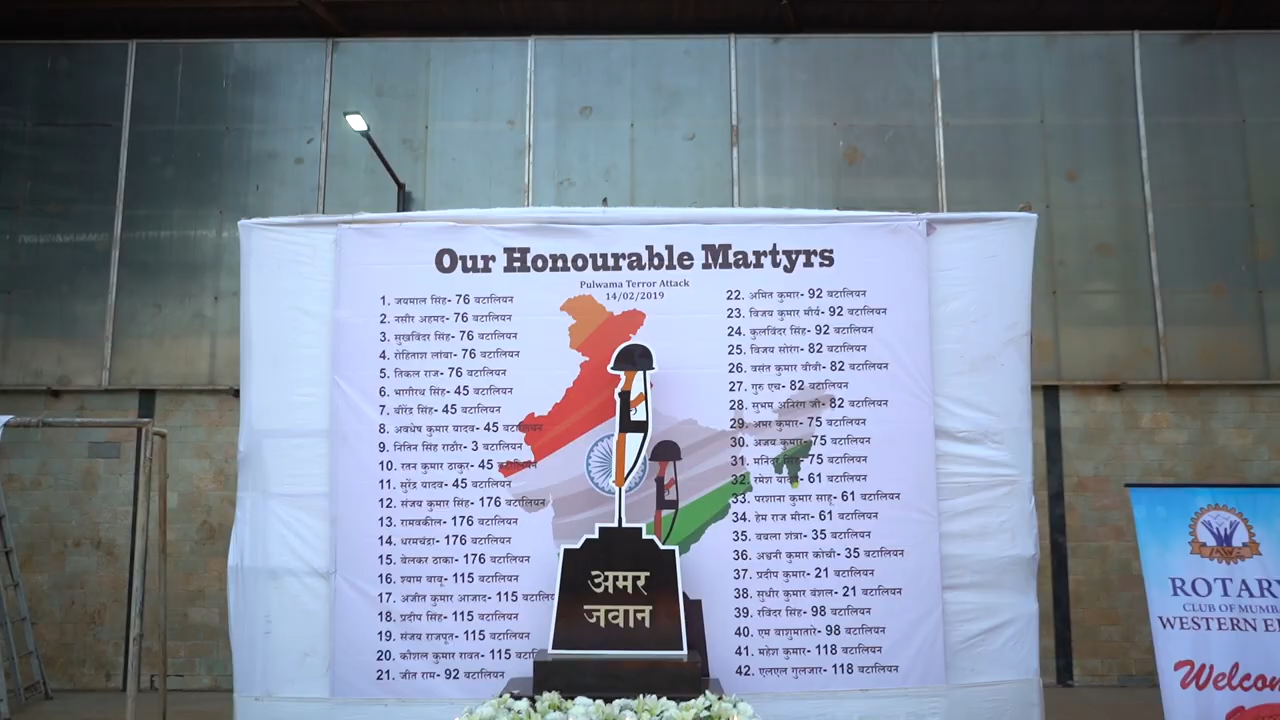 Our Honourable Martyrs
Pulwama Terror Attack
14/02/2019
1. जयमाल सिंह- 76 बटालियन
2. नसीर अहमद- 76 बटालियन
3. सुखविंदर सिंह- 76 बटालियन
4. रोहिताश लांबा- 76 बटालियन
5. तिकल राज- 76 बटालियन
6. भागीरथ सिंह- 45 बटालियन
7. बीरेंद्र सिंह- 45 बटालियन
8. अवधेष कुमार यादव- 45 बटालियन
9. नितिन सिंह राठौर- 3 बटालियन
10. रतन कुमार ठाकुर- 45 बटालियन
11. सुरेंद्र यादव- 45 बटालियन
12. संजय कुमार सिंह- 176 बटालियन
13. रामवकील- 176 बटालियन
14. धरमचंद्रा- 176 बटालियन
15. बेलकर ठाका- 176 बटालियन
16. श्याम बाबू- 115 बटालियन
17. अजीत कुमार आजाद- 115 बटालियन
18. प्रदीप सिंह- 115 बटालियन
19. संजय राजपूत- 115 बटालियन
20. कौशल कुमार रावत- 115
21. जीत राम- 92 बटालियन
22. अमित कुमार- 92 बटालियन
23. विजय कुमार मौर्य- 92 बटालियन
24. कुलविंदर सिंह- 92 बटालियन
25. विजय सोरंग- 82 बटालियन
26. वसंत कुमार वीवी- 82 बटालियन
27. गुरु एच- 82 बटालियन
28. सुभम अनिरंग जी- 82 बटालियन
29. अमर कुमार- 75 बटालियन
30. अजय कुमार- 75 बटालियन
31. मनिंदर सिंह- 75 बटालियन
32. रमेश यादव- 61 बटालियन
33. परशाना कुमार साहू- 61 बटालियन
34. हेम राज मीना- 61 बटालियन
35. बबला शंत्रा- 35 बटालियन
36. अश्वनी कुमार कोची- 35 बटालियन
37. प्रदीप कुमार- 21 बटालियन
38. सुधीर कुमार बंशल- 21 बटालियन
39. रविंदर सिंह- 98 बटालियन
40. एम बाशुमातारे- 98 बटालियन
41. महेश कुमार- 118 बटालियन
42. एलएल गुलजार- 118 बटालियन
अमर
जवान
ROTAR
CLUB OF MUMB
WESTERN E
Welcom